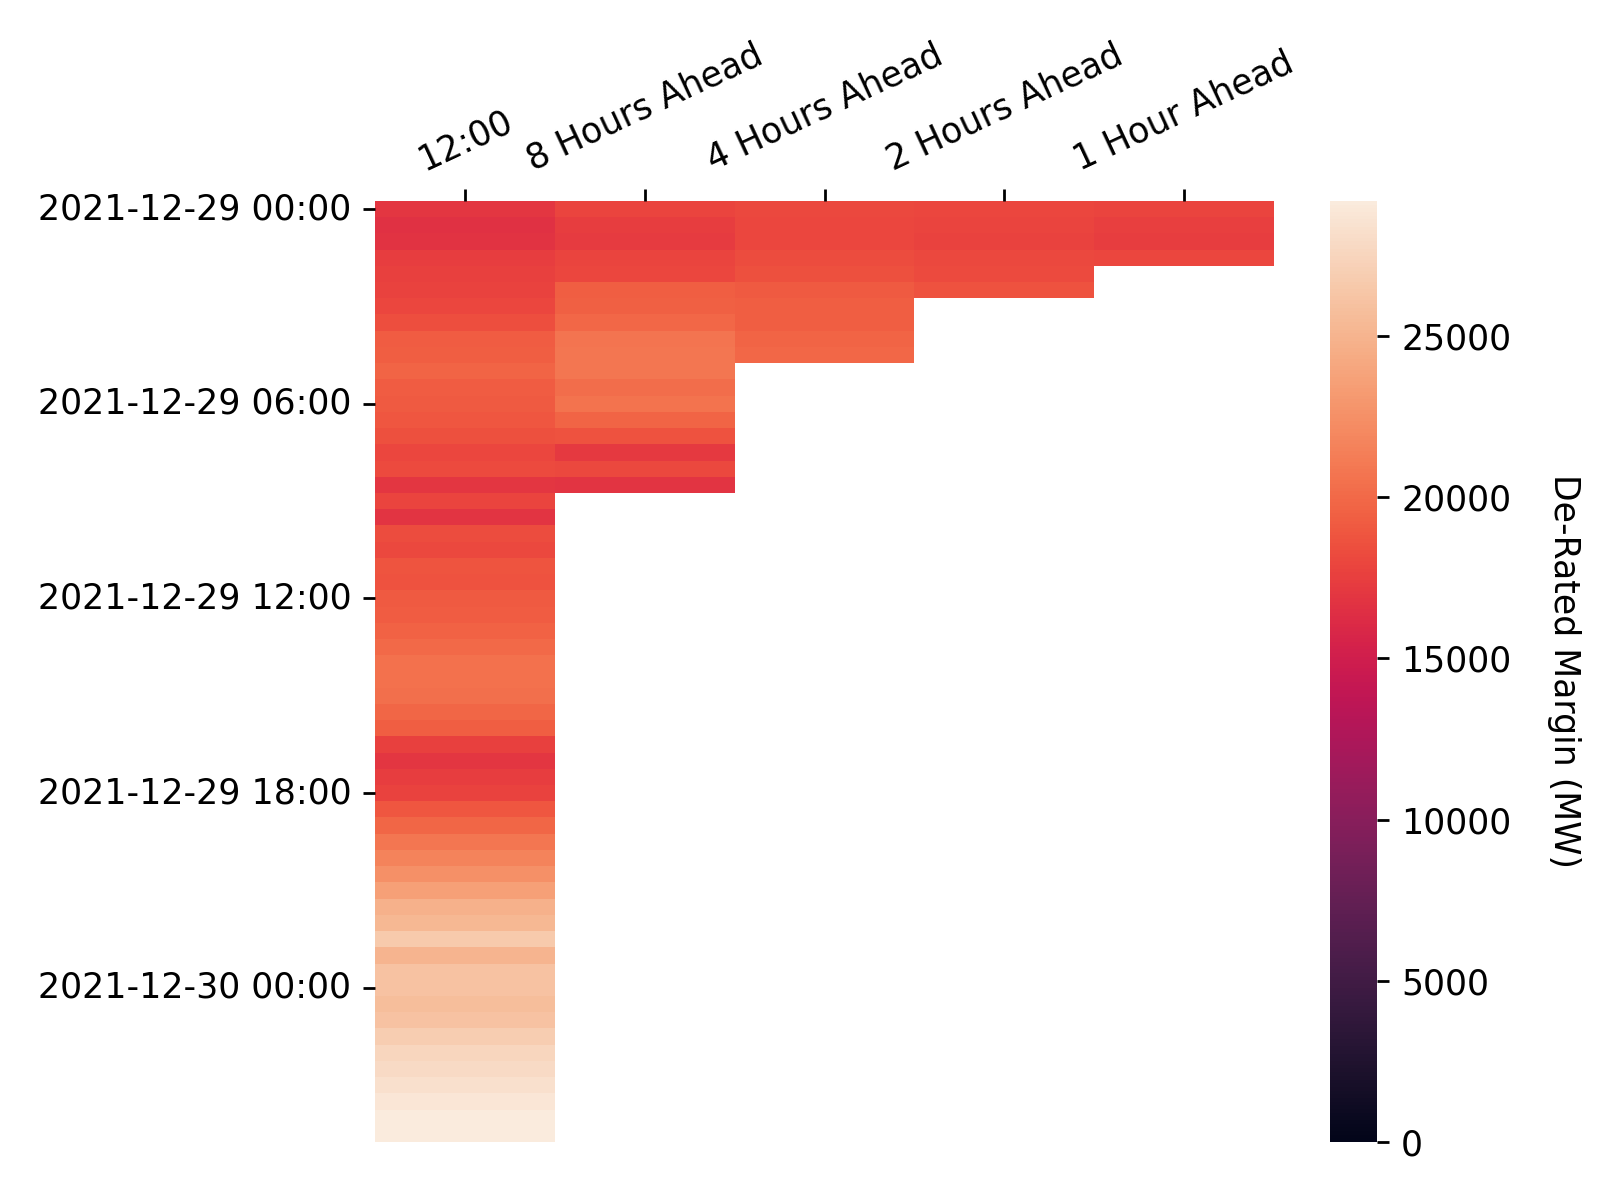 12:00
8 Hours Ahead
4 Hours Ahead
2 Hours Ahead
1 Hour Ahead
2021-12-29 00:00
2021-12-29 06:00
2021-12-29 12:00
2021-12-29 18:00
2021-12-30 00:00
25000
20000
15000
10000
5000
0
De-Rated Margin (MW)